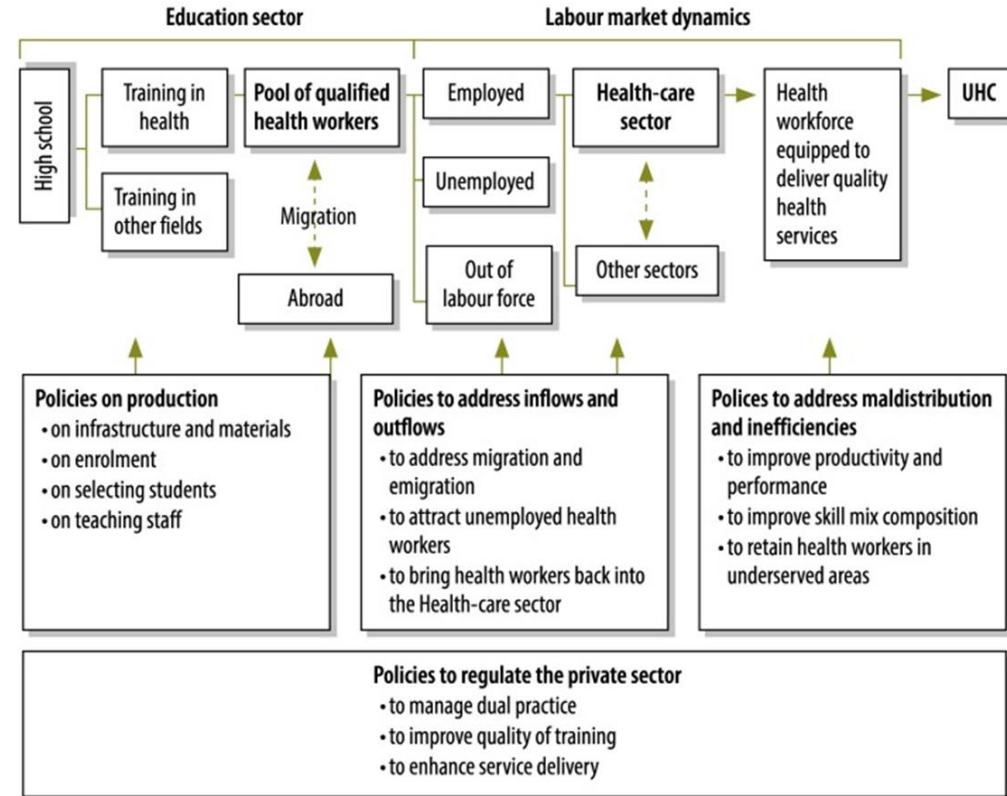 Education sector
Labour market dynamics
High school
Training in
health
Training in
other fields
Pool of qualified
health workers
Migration
Abroad
Employed
Unemployed
Out of
labour force
Health-care
sector
Other sectors
Health
workforce
equipped to
deliver quality
health
services
UHC
Policies on production
• on infrastructure and materials
• on enrolment
• on selecting students
• on teaching staff
Policies to address inflows and
outflows
• to address migration and
emigration
• to attract unemployed health
workers
• to bring health workers back into
the Health-care sector
Polices to address maldistribution
and inefficiencies
• to improve productivity and
performance
• to improve skill mix composition
• to retain health workers in
underserved areas
Policies to regulate the private sector
• to manage dual practice
• to improve quality of training
• to enhance service delivery